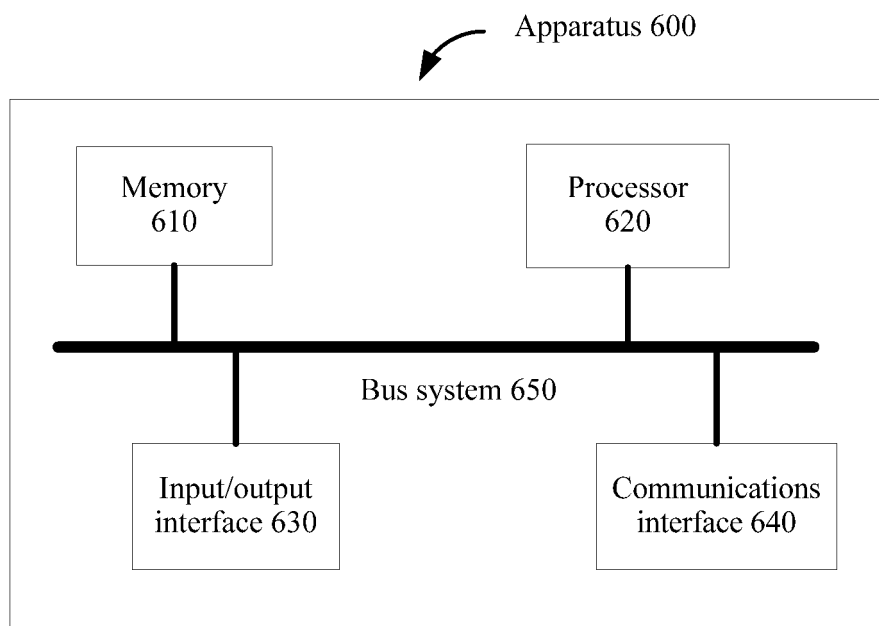 Apparatus 600
Memory
610
Processor
620
Bus system 650
Input/output
interface 630
Communications
interface 640